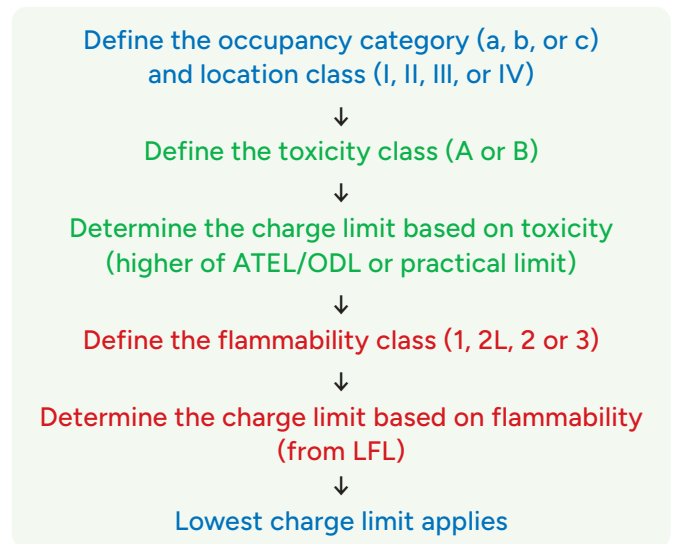 Define the occupancy category (a, b, or c)
and location class (I, II, III, or IV)
↓
Define the toxicity class (A or B)
↓
Determine the charge limit based on toxicity
(higher of ATEL/ODL or practical limit)
↓
Define the flammability class (1, 2L, 2 or 3)
↓
Determine the charge limit based on flammability
(from LFL)
↓
Lowest charge limit applies